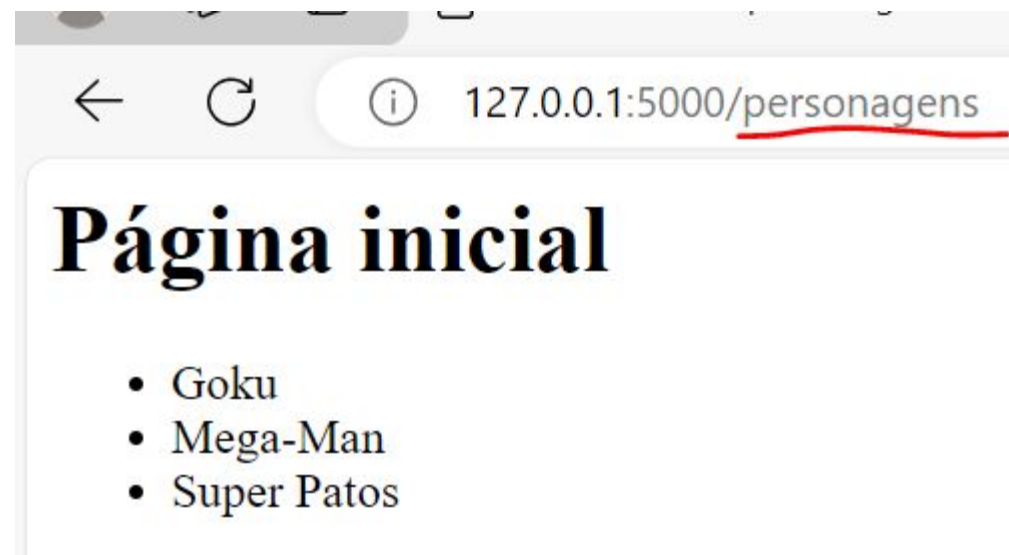 127.0.0.1:5000/personagens
Página inicial
Goku
Mega-Man
Super Patos